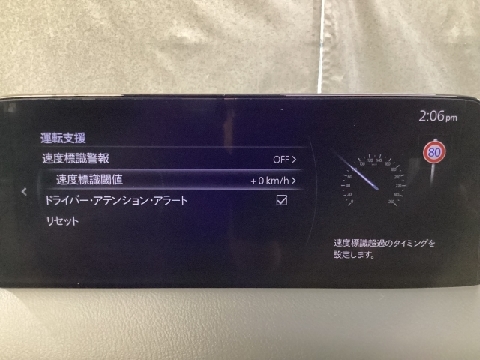 2:06pm
運転支援
速度標識警報 OFF
速度標識閾値 +0 km/h
ドライバー・アテンション・アラート
リセット
80
速度標識超過のタイミングを
設定します。